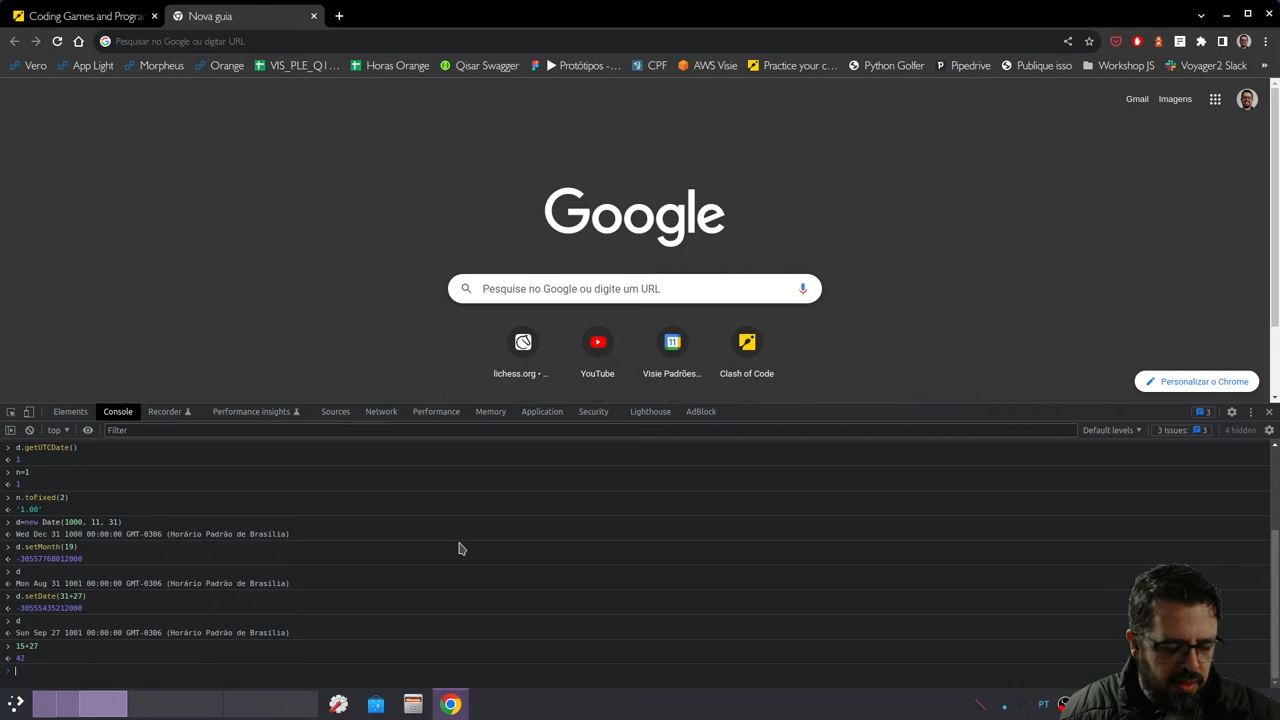 Coding Games and Progra
Nova guia
Pesquisar no Google ou digitar URL
Vero
App Light
Morpheus
Orange
VIS_PLE_Q1...
Horas Orange
Qisar Swagger
Protótipos -...
CPF
AWS Visie
Practice your c...
Python Golfer
Pipedrive
Publique isso
Workshop JS
Voyager2 Slack
Gmail
Imagens
Google
Pesquise no Google ou digite um URL
lichess.org • ...
YouTube
11
Visie Padrões...
Clash of Code
Personalizar o Chrome
Elements
Console
Recorder
Performance insights
Sources
Network
Performance
Memory
Application
Security
Lighthouse
AdBlock
3
top
Filter
Default levels
3 Issues:
3
4 hidden
d.getUTCDate()
1
n=1
1
n.toFixed(2)
'1.00'
d=new Date(1000, 11, 31)
Wed Dec 31 1000 00:00:00 GMT-0306 (Horário Padrão de Brasília)
d.setMonth(19)
-30557768012000
d
Mon Aug 31 1001 00:00:00 GMT-0306 (Horário Padrão de Brasília)
d.setDate(31+27)
-30555435212000
d
Sun Sep 27 1001 00:00:00 GMT-0306 (Horário Padrão de Brasília)
15+27
42
PT